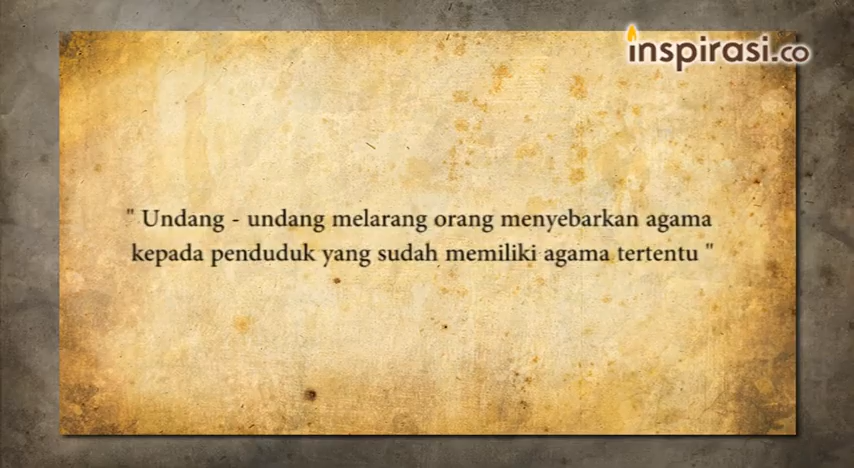 inspirasi.co
" Undang - undang melarang orang menyebarkan agama
kepada penduduk yang sudah memiliki agama tertentu "